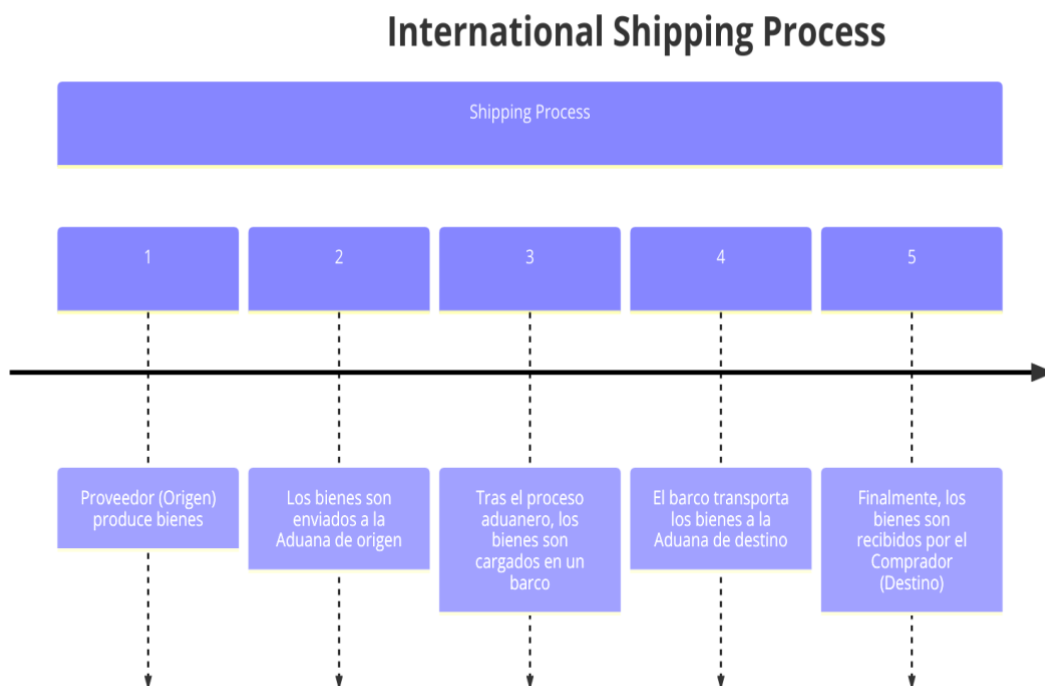 International Shipping Process
Shipping Process
1
2
3
4
5
Proveedor (Origen)
produce bienes
Los bienes son
enviados a la
Aduana de origen
Tras el proceso
aduanero, los
bienes son
cargados en un
barco
El barco transporta
los bienes a la
Aduana de destino
Finalmente, los
bienes son
recibidos por el
Comprador
(Destino)